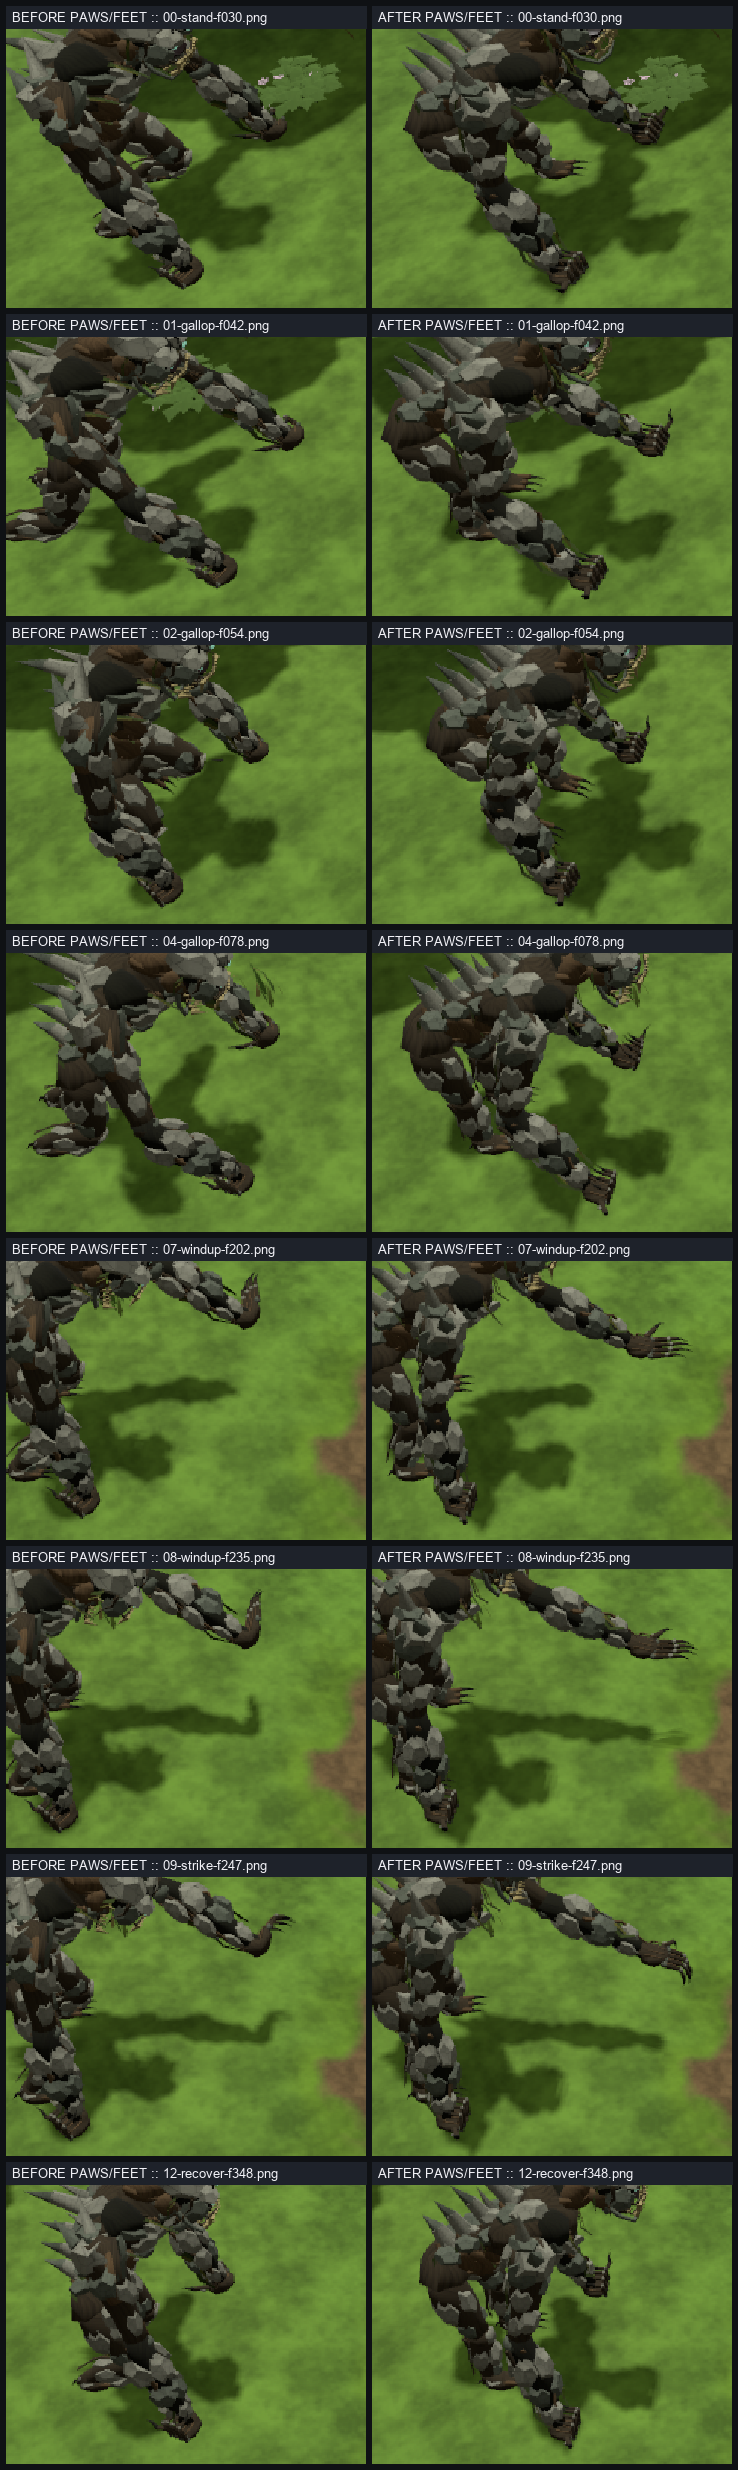 BEFORE PAWS/FEET :: 00-stand-f030.png
AFTER PAWS/FEET :: 00-stand-f030.png
BEFORE PAWS/FEET :: 01-gallop-f042.png
AFTER PAWS/FEET :: 01-gallop-f042.png
BEFORE PAWS/FEET :: 02-gallop-f054.png
AFTER PAWS/FEET :: 02-gallop-f054.png
BEFORE PAWS/FEET :: 04-gallop-f078.png
AFTER PAWS/FEET :: 04-gallop-f078.png
BEFORE PAWS/FEET :: 07-windup-f202.png
AFTER PAWS/FEET :: 07-windup-f202.png
BEFORE PAWS/FEET :: 08-windup-f235.png
AFTER PAWS/FEET :: 08-windup-f235.png
BEFORE PAWS/FEET :: 09-strike-f247.png
AFTER PAWS/FEET :: 09-strike-f247.png
BEFORE PAWS/FEET :: 12-recover-f348.png
AFTER PAWS/FEET :: 12-recover-f348.png